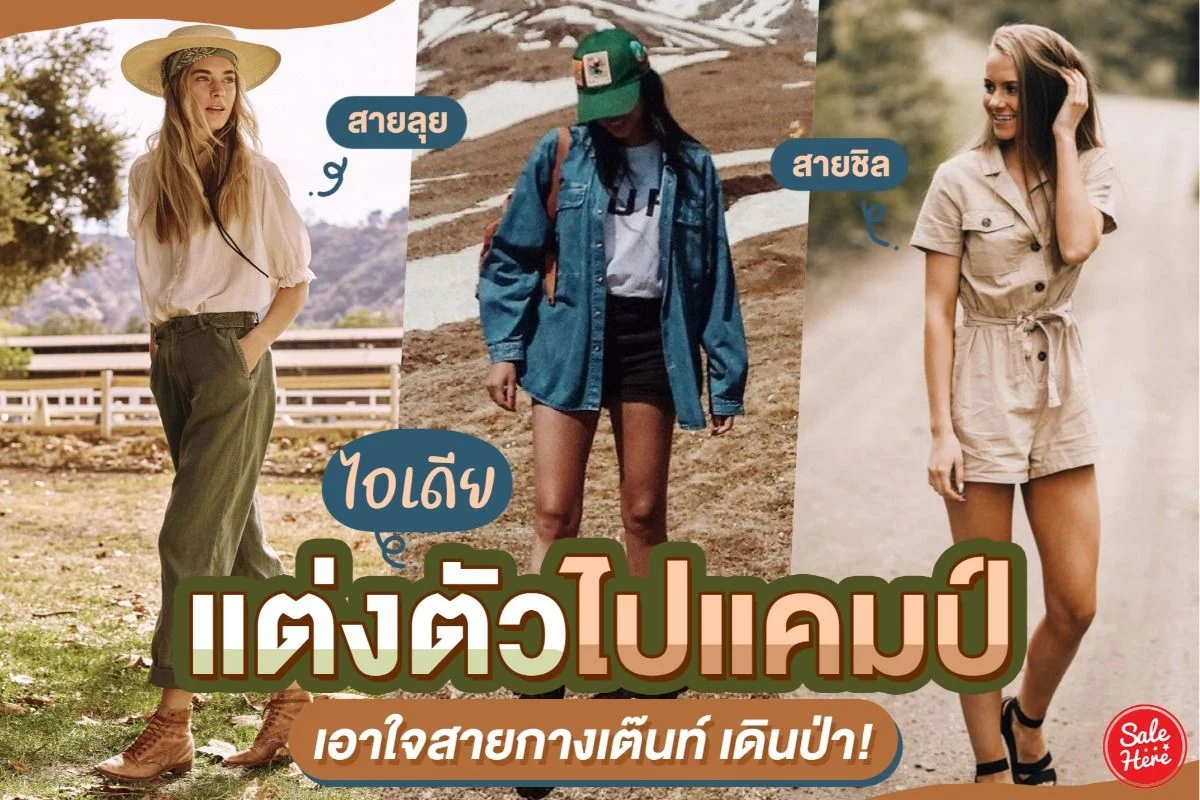 สายลุย
สายชิล
ไอเดีย
แต่งตัวไปแคมป์
เอาใจสายกางเต๊นท์ เดินป่า!
Sale
Here